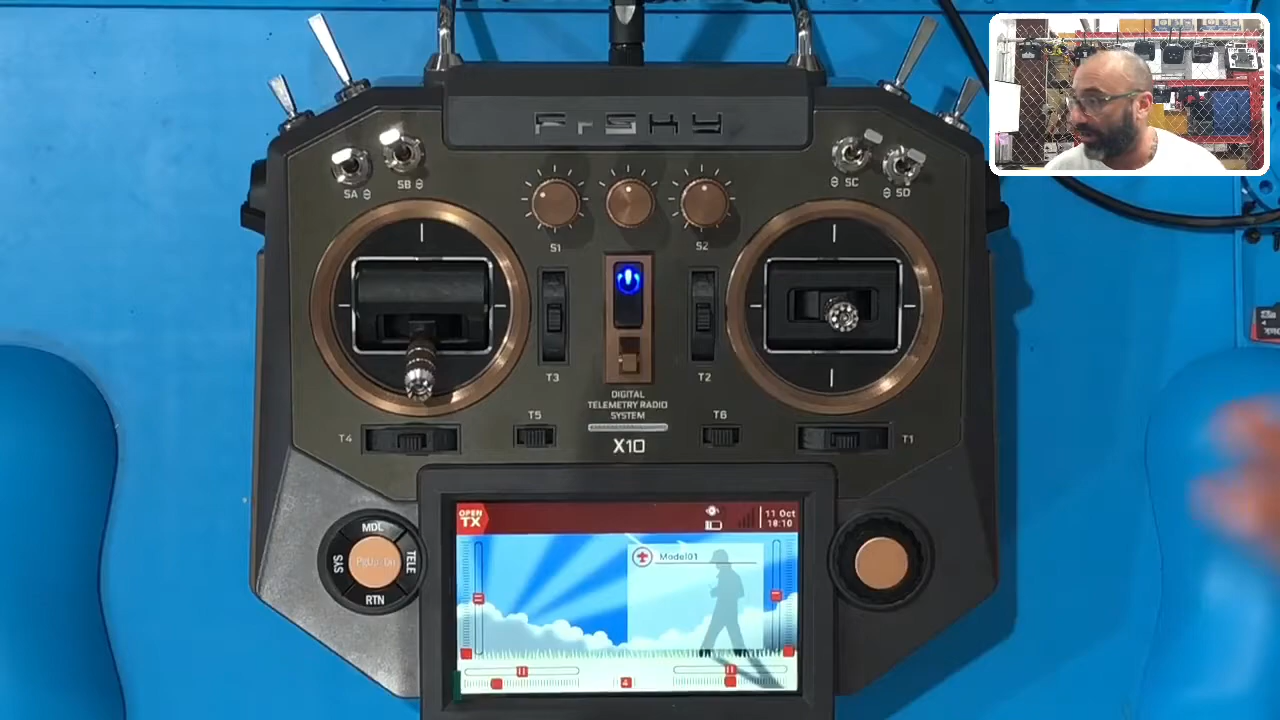 FrSKY
SA
SB
SC
SD
S1
S2
T3
T2
DIGITAL
TELEMETRY RADIO
SYSTEM
X10
T4
T5
T6
T1
MDL
SYS
TELE
RTN
OPEN
TX
11 Oct
18:10
Model01
4